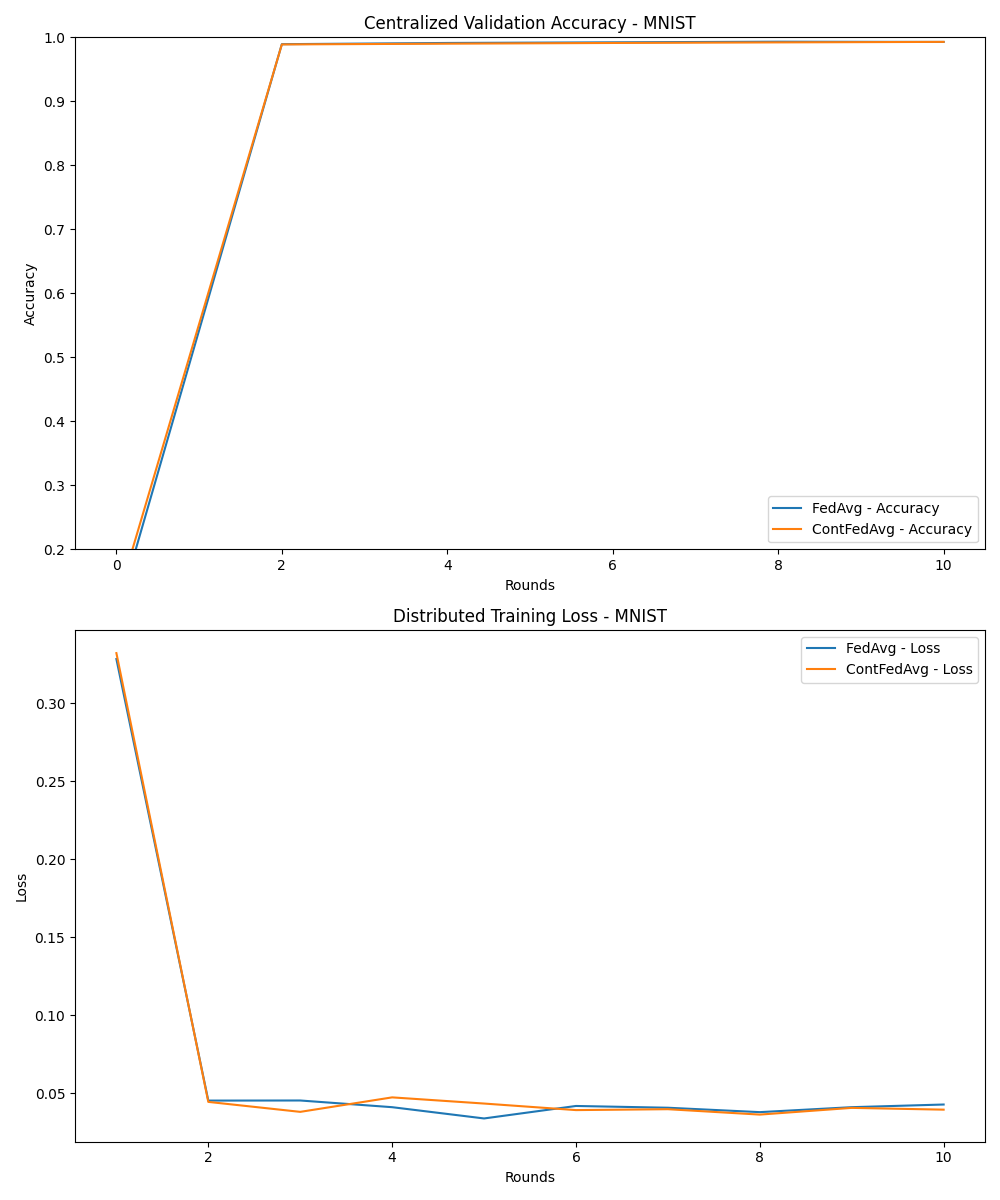 Centralized Validation Accuracy - MNIST
1.0
0.9
0.8
0.7
0.6
0.5
0.4
0.3
0.2
Accuracy
FedAvg - Accuracy
ContFedAvg - Accuracy
0 2 4 6 8 10
Rounds
Distributed Training Loss - MNIST
FedAvg - Loss
ContFedAvg - Loss
0.30
0.25
0.20
0.15
0.10
0.05
Loss
2 4 6 8 10
Rounds